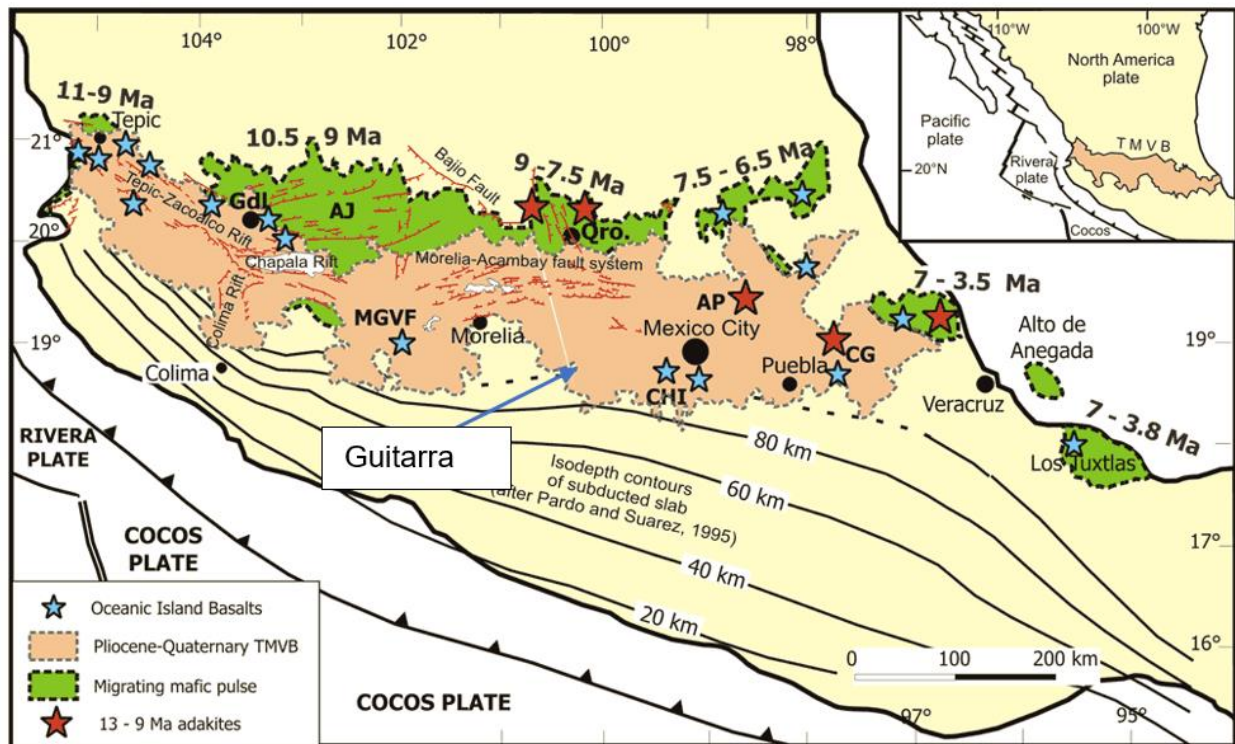 104°
102°
100°
98°
110°W
100°W
North America
plate
Pacific
plate
TMVB
20°N
Rivera
plate
Cocos
11-9 Ma
Tepic
21°
10.5 - 9 Ma
Bajio Fault
9 -7.5 Ma
7.5 - 6.5 Ma
Tepic-Zacoalco Rift
Gdl.
AJ
Qro.
20°
Chapala Rift
Morelia-Acambay fault system
7 - 3.5 Ma
Colima Rift
MGVF
Morelia
AP
Mexico City
Alto de
Anegada
19°
19°
Colima
Puebla
CG
CHI
Veracruz
7 - 3.8 Ma
Guitarra
80 km
Los Tuxtlas
RIVERA
PLATE
Isodepth contours
of subducted slab
(after Pardo and Suarez, 1995)
60 km
17°
COCOS
PLATE
40 km
20 km
16°
Oceanic Island Basalts
Pliocene-Quaternary TMVB
Migrating mafic pulse
13 - 9 Ma adakites
COCOS PLATE
0 100 200 km
97°
95°